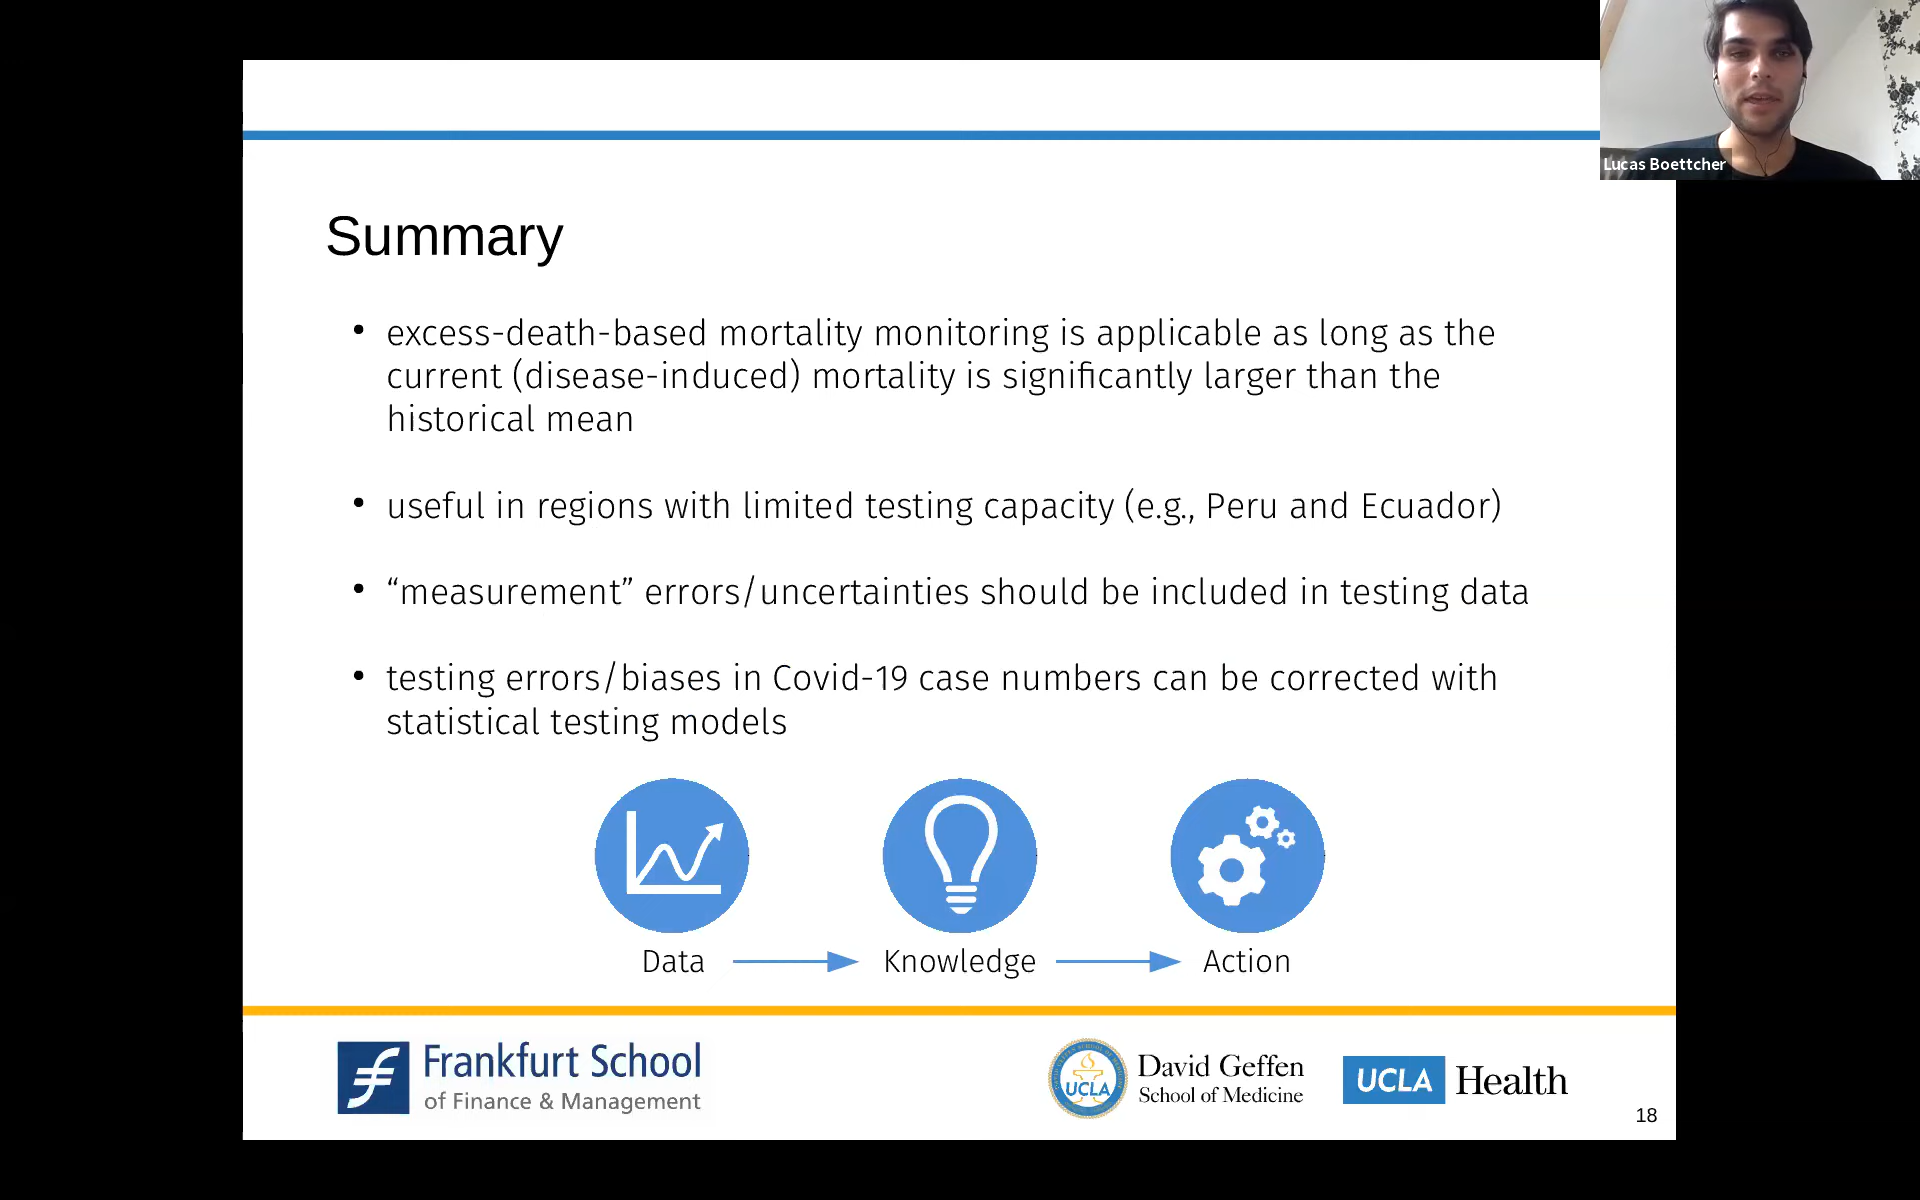 Lucas Boettcher
Summary
• excess-death-based mortality monitoring is applicable as long as the
current (disease-induced) mortality is significantly larger than the
historical mean
• useful in regions with limited testing capacity (e.g., Peru and Ecuador)
• “measurement” errors/uncertainties should be included in testing data
• testing errors/biases in Covid-19 case numbers can be corrected with
statistical testing models
Data Knowledge Action
Frankfurt School
of Finance & Management
UCLA
David Geffen
School of Medicine
UCLA Health
18